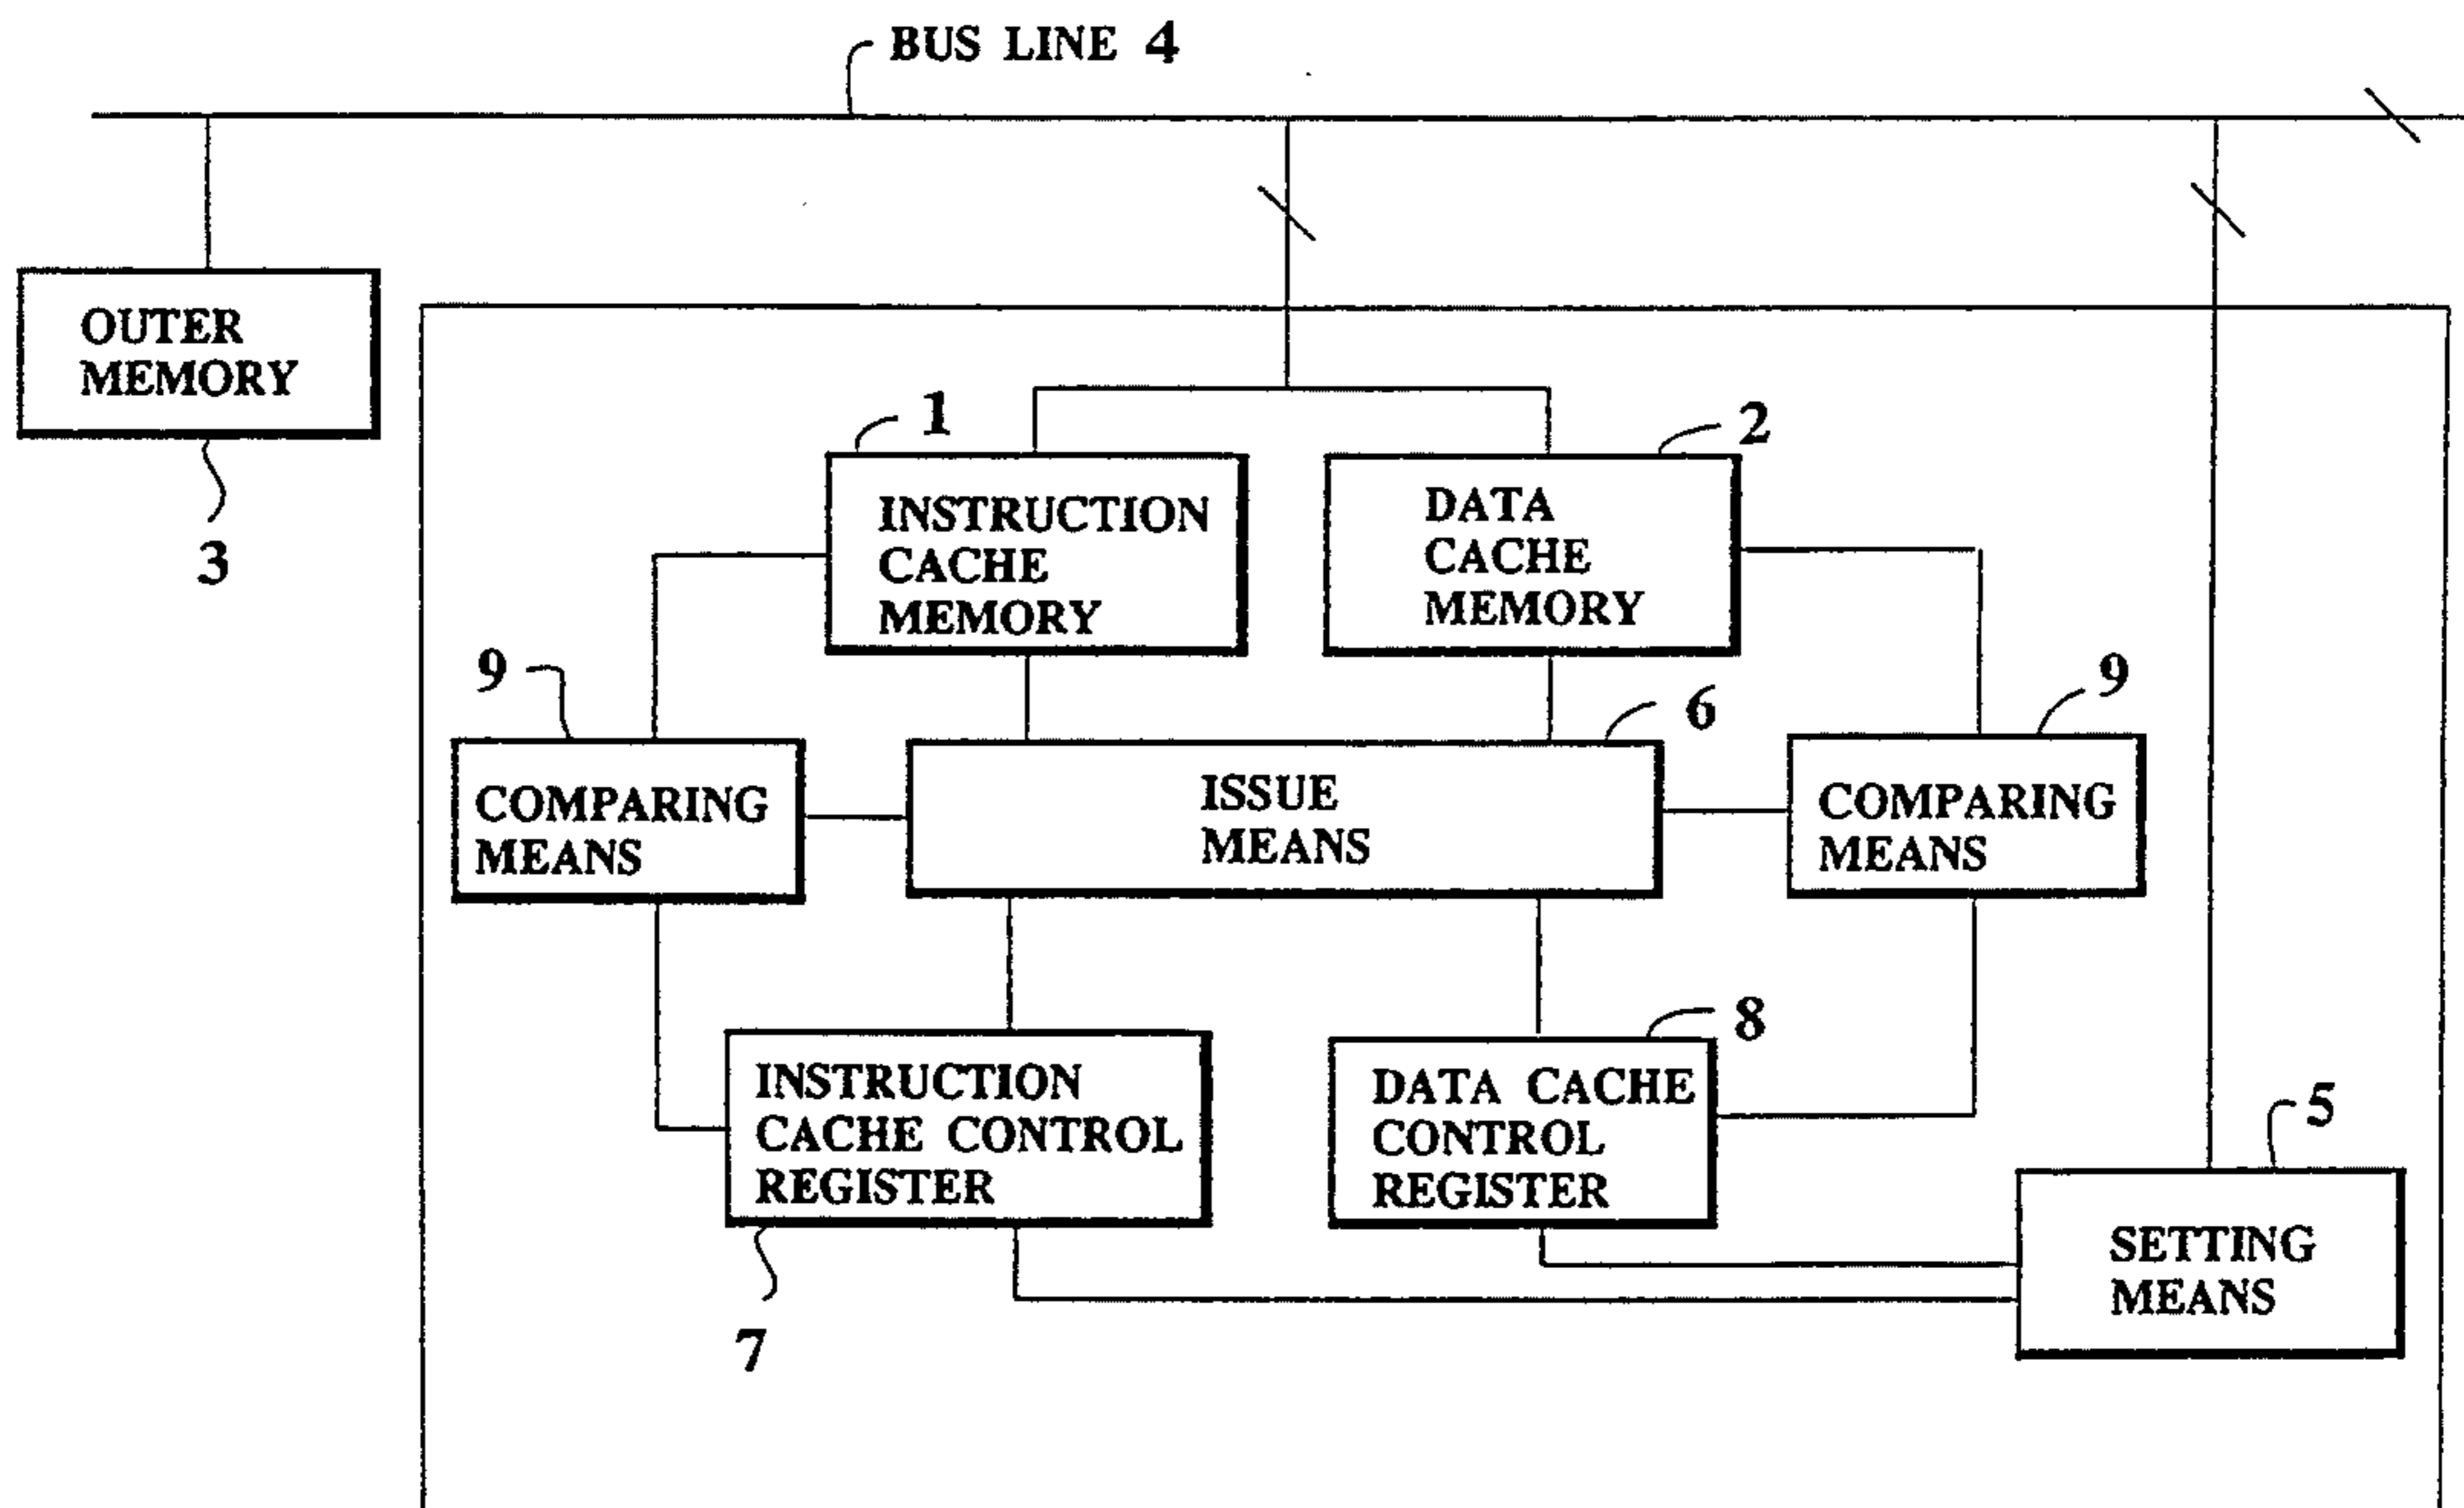 BUS LINE 4
OUTER
MEMORY
3
1
INSTRUCTION
CACHE
MEMORY
2
DATA
CACHE
MEMORY
9
COMPARING
MEANS
6
ISSUE
MEANS
9
COMPARING
MEANS
INSTRUCTION
CACHE CONTROL
REGISTER
7
8
DATA CACHE
CONTROL
REGISTER
5
SETTING
MEANS